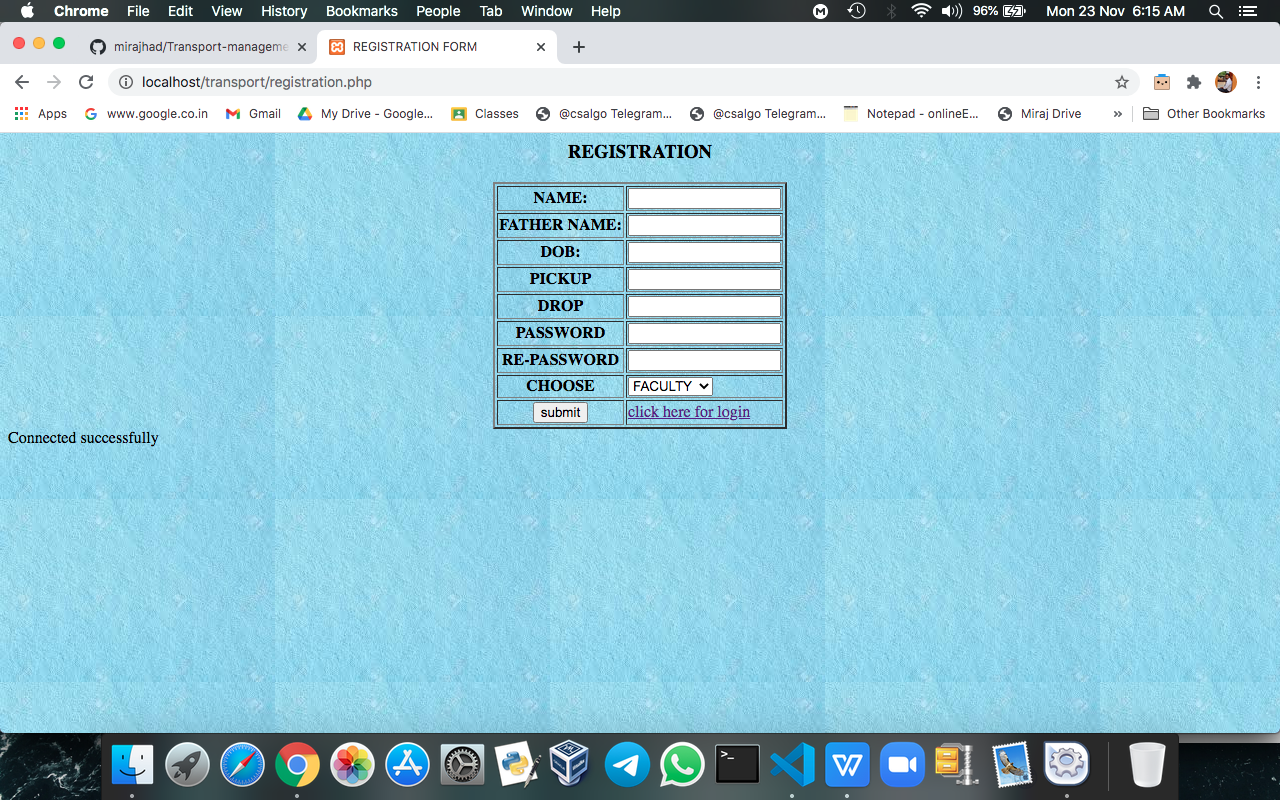 Chrome File Edit View History Bookmarks People Tab Window Help 96% Mon 23 Nov 6:15 AM
mirajhad/Transport-manageme REGISTRATION FORM
localhost/transport/registration.php
Apps www.google.co.in Gmail My Drive - Google... Classes @csalgo Telegram... @csalgo Telegram... Notepad - onlineE... Miraj Drive » Other Bookmarks
REGISTRATION
NAME:
FATHER NAME:
DOB:
PICKUP
DROP
PASSWORD
RE-PASSWORD
CHOOSE FACULTY
submit click here for login
Connected successfully